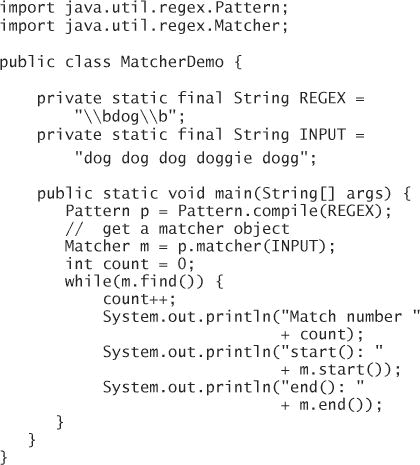 import java.util.regex.Pattern;
import java.util.regex.Matcher;

public class MatcherDemo {

    private static final String REGEX =
        "\\bdog\\b";
    private static final String INPUT =
        "dog dog dog doggie dogg";

    public static void main(String[] args) {
       Pattern p = Pattern.compile(REGEX);
       //  get a matcher object
       Matcher m = p.matcher(INPUT);
       int count = 0;
       while(m.find()) {
           count++;
           System.out.println("Match number "
                              + count);
           System.out.println("start(): "
                              + m.start());
           System.out.println("end(): "
                              + m.end());
      }
   }
}